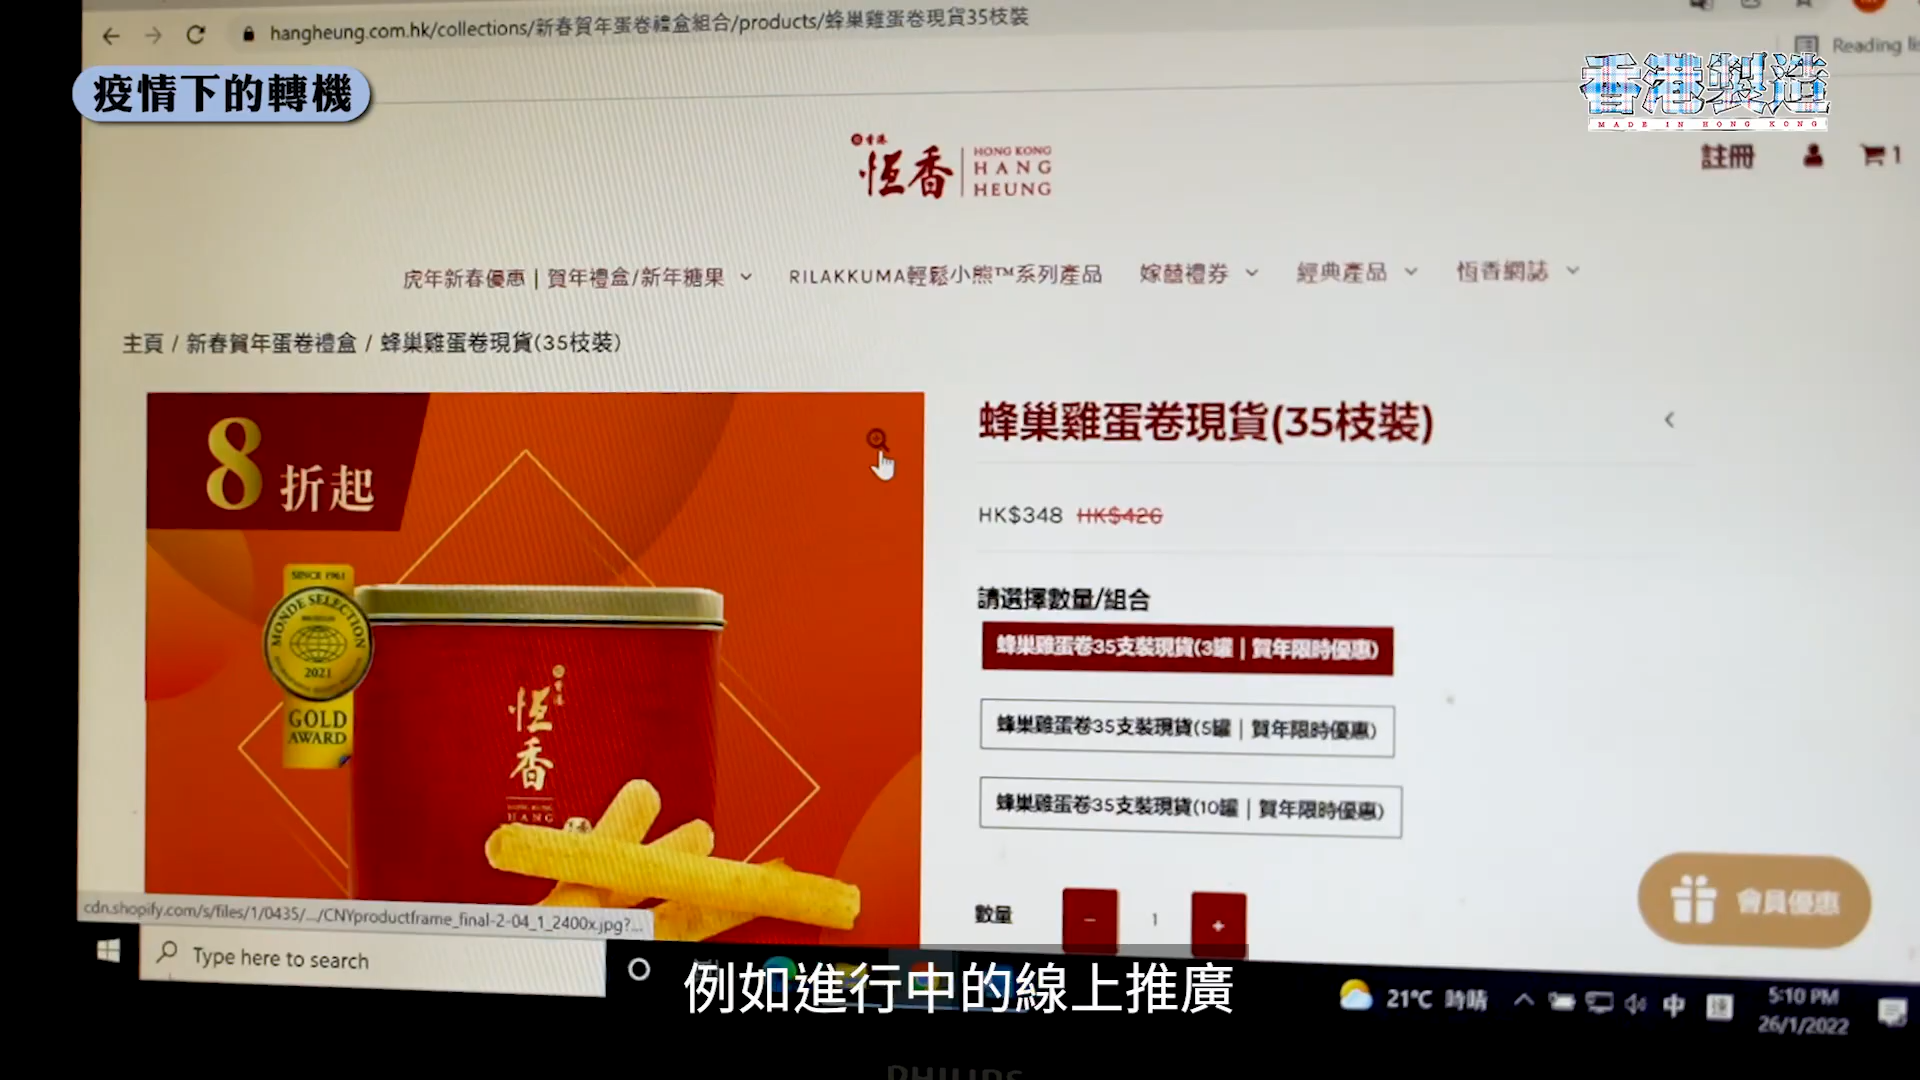 hangheung.com.hk/collections/新春賀年蛋卷禮盒組合/products/蜂巢雞蛋卷現貨35枝裝
Reading lis
疫情下的轉機
香港製造
MADE IN HONG KONG
香港
恆香
HONG KONG
HANG
HEUNG
註冊
1
虎年新春優惠 | 賀年禮盒/新年糖果
RILAKKUMA輕鬆小熊™系列產品
嫁囍禮券
經典產品
恆香網誌
主頁 / 新春賀年蛋卷禮盒 / 蜂巢雞蛋卷現貨(35枝裝)
8折起
SINCE 1961
MONDE SELECTION
2021
GOLD
AWARD
恆香
HANG
蜂巢雞蛋卷現貨(35枝裝)
HK$348 HK$426
請選擇數量/組合
蜂巢雞蛋卷35支裝現貨(3罐 | 賀年限時優惠)
蜂巢雞蛋卷35支裝現貨(5罐 | 賀年限時優惠)
蜂巢雞蛋卷35支裝現貨(10罐 | 賀年限時優惠)
數量
- 1 +
會員優惠
cdn.shopify.com/s/files/1/0435/.../CNYproductframe_final-2-04_1_2400x.jpg?...
Type here to search
例如進行中的線上推廣
21°C 時晴
中
速
5:10 PM
26/1/2022
PHILIPS